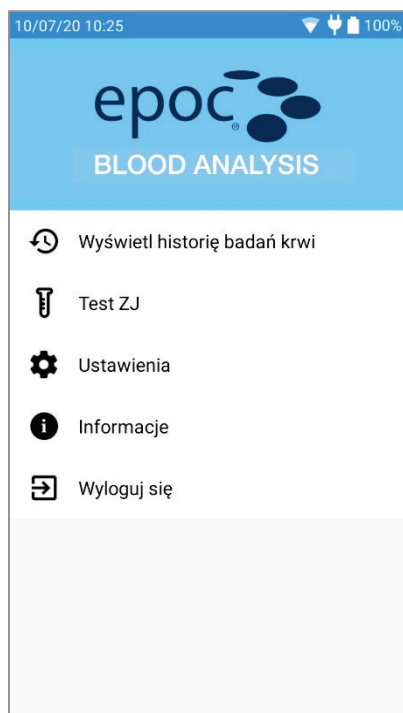 10/07/20 10:25 100%
epoc®
BLOOD ANALYSIS
Wyświetl historię badań krwi
Test ZJ
Ustawienia
Informacje
Wyloguj się